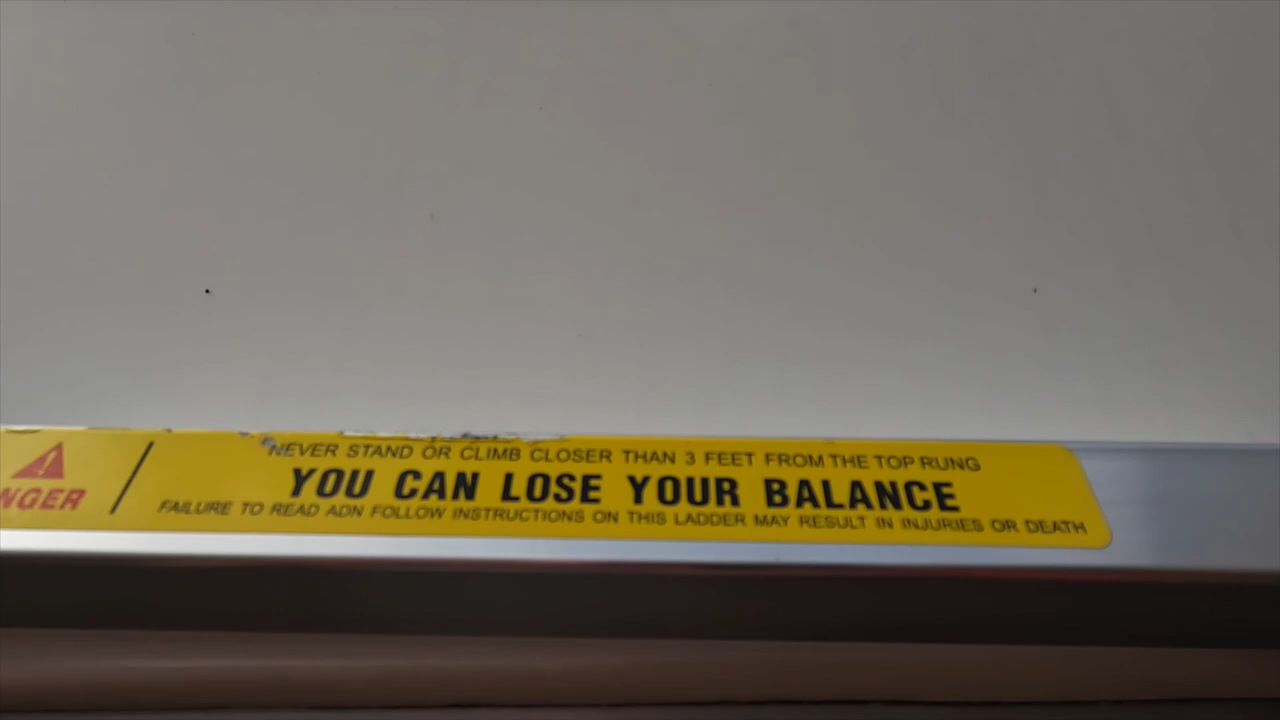 NEVER STAND OR CLIMB CLOSER THAN 3 FEET FROM THE TOP RUNG
NGER
YOU CAN LOSE YOUR BALANCE
FAILURE TO READ ADN FOLLOW INSTRUCTIONS ON THIS LADDER MAY RESULT IN INJURIES OR DEATH